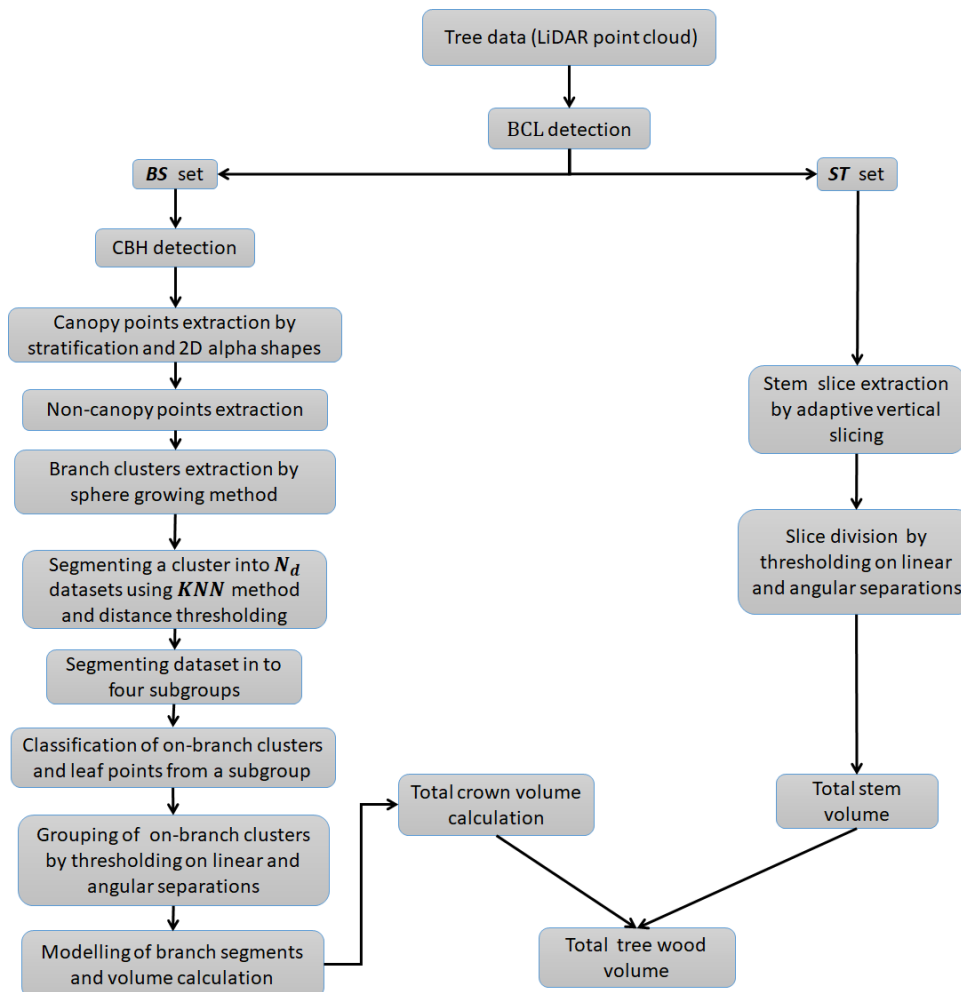 Tree data (LiDAR point cloud)
BCL detection
BS set
ST set
CBH detection
Canopy points extraction by
stratification and 2D alpha shapes
Non-canopy points extraction
Branch clusters extraction by
sphere growing method
Segmenting a cluster into N_d
datasets using KNN method
and distance thresholding
Segmenting dataset in to
four subgroups
Classification of on-branch clusters
and leaf points from a subgroup
Grouping of on-branch clusters
by thresholding on linear and
angular separations
Modelling of branch segments
and volume calculation
Total crown volume
calculation
Stem slice extraction
by adaptive vertical
slicing
Slice division by
thresholding on linear
and angular separations
Total stem
volume
Total tree wood
volume